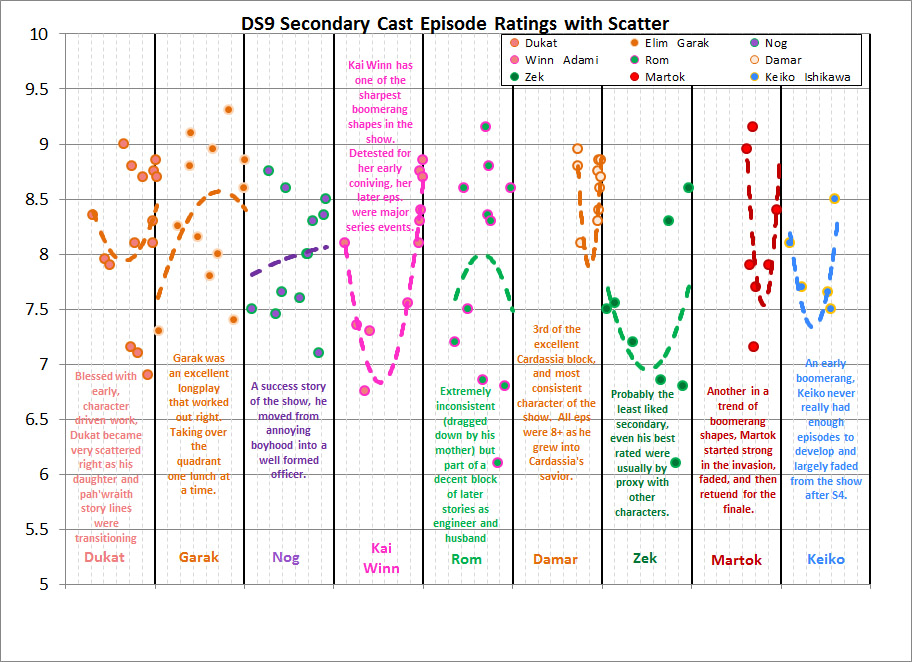 DS9 Secondary Cast Episode Ratings with Scatter
Dukat
Elim Garak
Nog
Winn Adami
Rom
Damar
Zek
Martok
Keiko Ishikawa
10
9.5
9
8.5
8
7.5
7
6.5
6
5.5
5
Blessed with
early,
character
driven work,
Dukat became
very scattered
right as his
daughter and
pah'wraith
story lines
were
transitioning
Dukat
Garak was
an excellent
longplay
that worked
out right.
Taking over
the
quadrant
one lunch at
a time.
Garak
A success story
of the show, he
moved from
annoying
boyhood into a
well formed
officer.
Nog
Kai Winn has
one of the
sharpest
boomerang
shapes in the
show.
Detested for
her early
coniving, her
later eps.
were major
series events.
Kai
Winn
Extremely
inconsistent
(dragged
down by his
mother) but
part of a
decent block
of later
stories as
engineer and
husband
Rom
3rd of the
excellent
Cardassia block,
and most
consistent
character of the
show. All eps
were 8+ as he
grew into
Cardassia's
savior.
Damar
Probably the
least liked
secondary,
even his best
rated were
usually by
proxy with
other
characters.
Zek
Another in a
trend of
boomerang
shapes, Martok
started strong
in the invasion,
faded, and then
retuend for the
finale.
Martok
An early
boomerang,
Keiko never
really had
enough
episodes to
develop and
largely faded
from the show
after S4.
Keiko